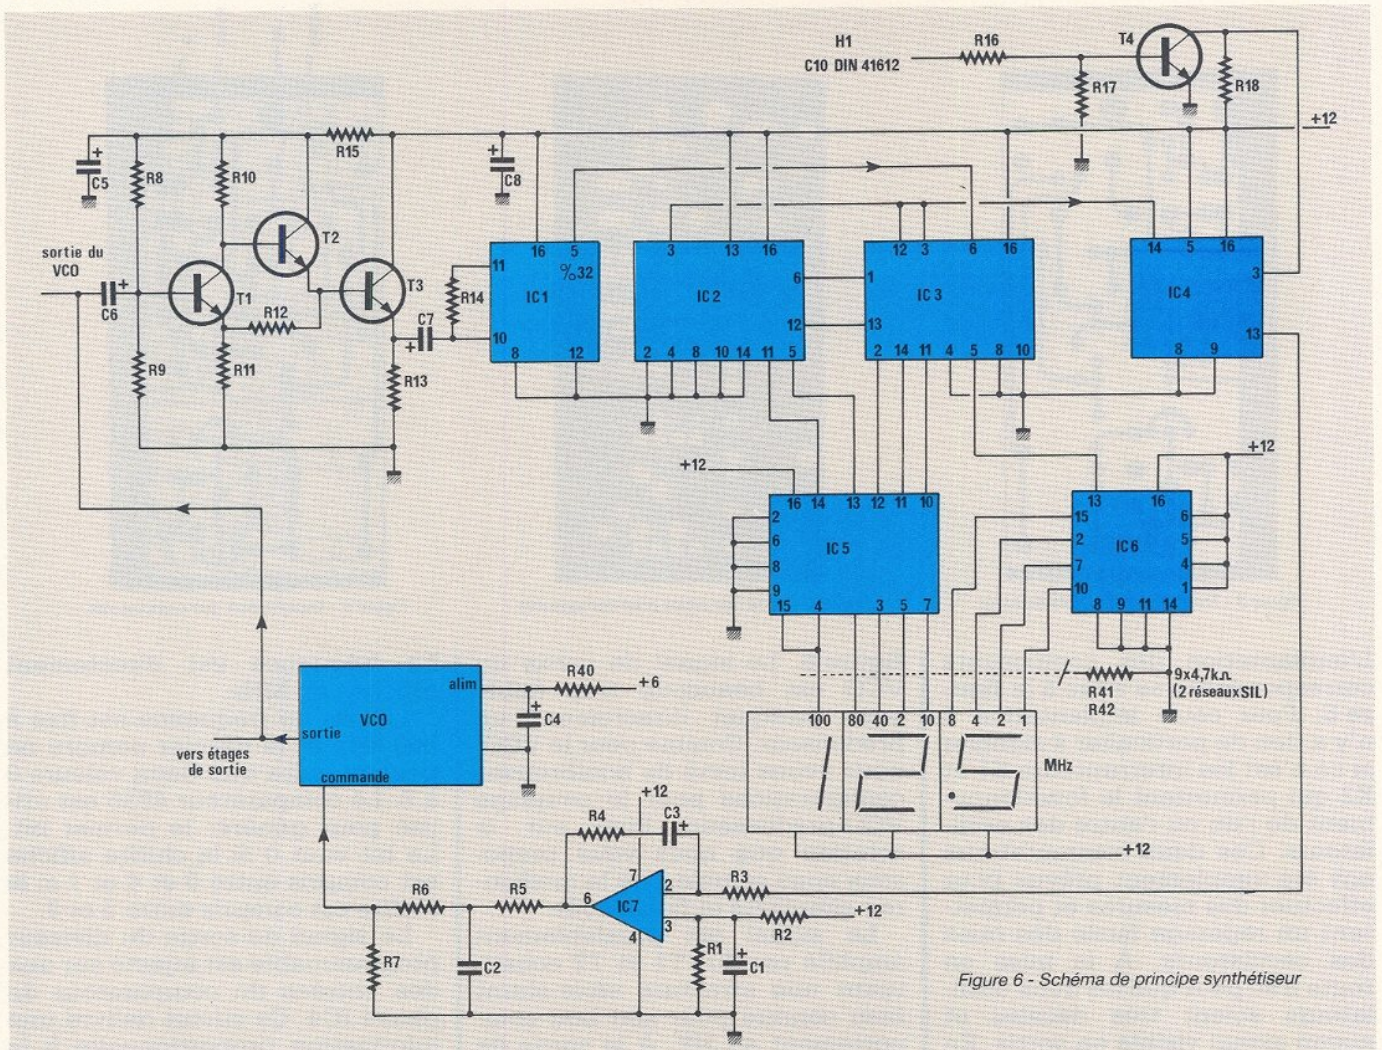 H1
C10 DIN 41612
R16
T4
R17
R18
+12
+
C5
R8
R10
R15
+
C8
T2
sortie du
VCO
C6
+
T1
R12
T3
R14
C7
+
R9
R11
R13
16 5
%32
11
IC1
10
8 12
3 13 16
6
IC2
12
2 4 8 10 14 11 5
12 3 6 16
1
IC3
13
2 14 11 4 5 8 10
14 5 16
3
IC4
13
8 9
+12
16 14 13 12 11 10
2
6
8
9
IC5
15 4 3 5 7
+12
13 16
15
2
7
10
IC6
6
5
4
1
8 9 11 14
R41
R42
9x4,7kΩ
(2 réseaux SIL)
100 80 40 2 10 8 4 2 1
12.5
MHz
+12
alim
VCO
sortie
commande
R40
+6
+
C4
vers étages
de sortie
+12
R4
C3
+
R6
R5
6
7
2
IC7
3
4
R3
R2
+12
R7
C2
R1
+
C1
Figure 6 - Schéma de principe synthétiseur